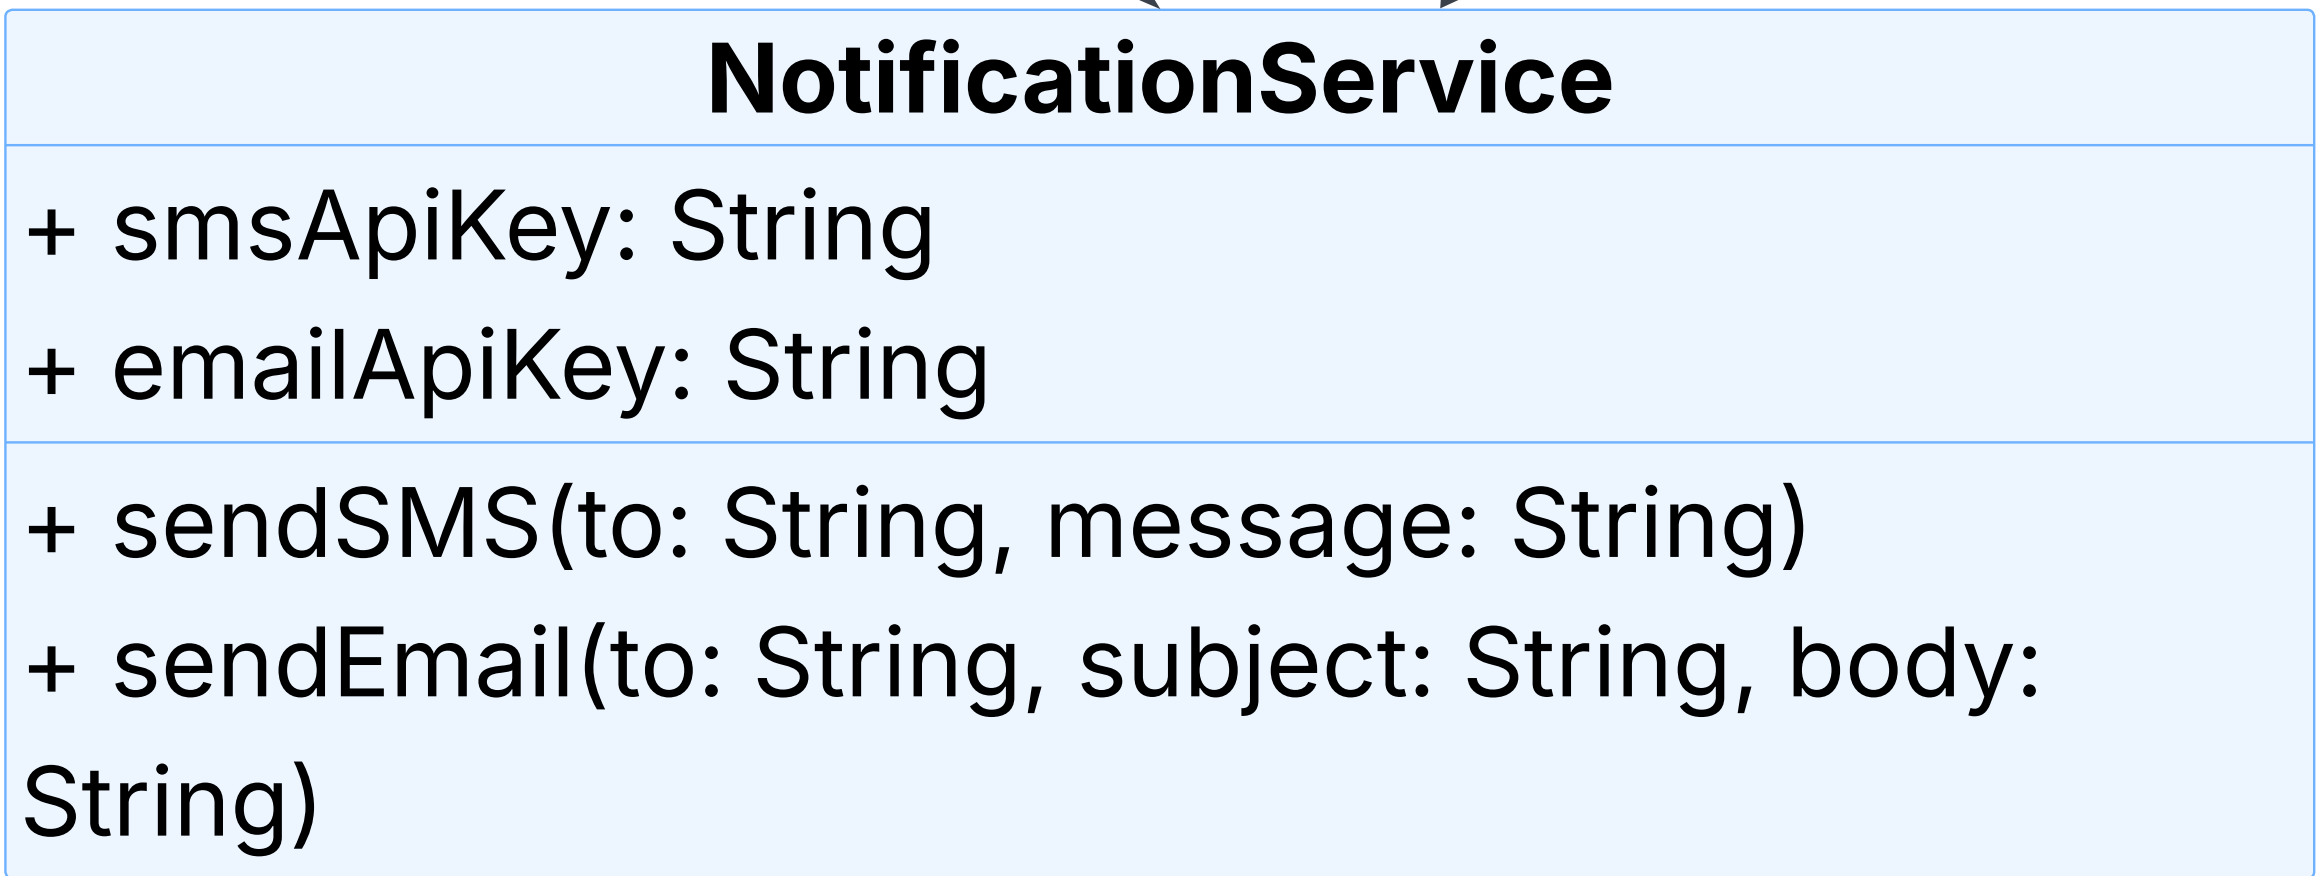 NotificationService
+ smsApiKey: String
+ emailApiKey: String
+ sendSMS(to: String, message: String)
+ sendEmail(to: String, subject: String, body:
String)